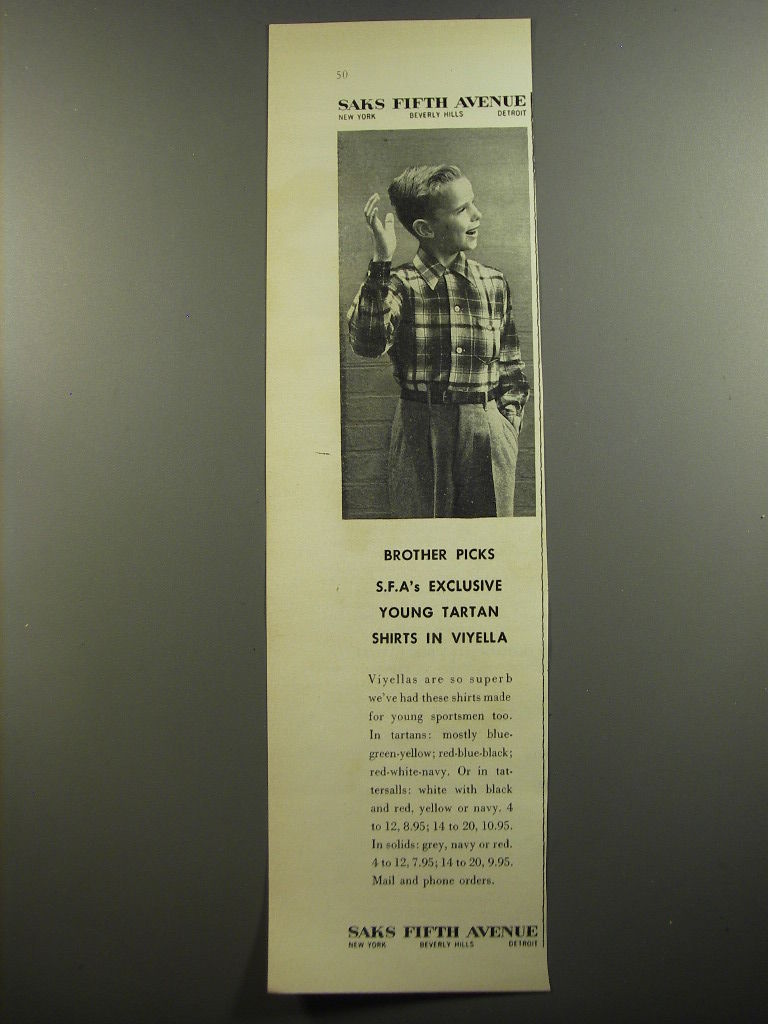 50
SAKS FIFTH AVENUE
NEW YORK BEVERLY HILLS DETROIT
BROTHER PICKS
S.F.A's EXCLUSIVE
YOUNG TARTAN
SHIRTS IN VIYELLA
Viyellas are so superb
we've had these shirts made
for young sportsmen too.
In tartans: mostly blue-
green-yellow; red-blue-black;
red-white-navy. Or in tat-
tersalls: white with black
and red, yellow or navy. 4
to 12, 8.95; 14 to 20, 10.95.
In solids: grey, navy or red.
4 to 12, 7.95; 14 to 20, 9.95.
Mail and phone orders.
SAKS FIFTH AVENUE
NEW YORK BEVERLY HILLS DETROIT